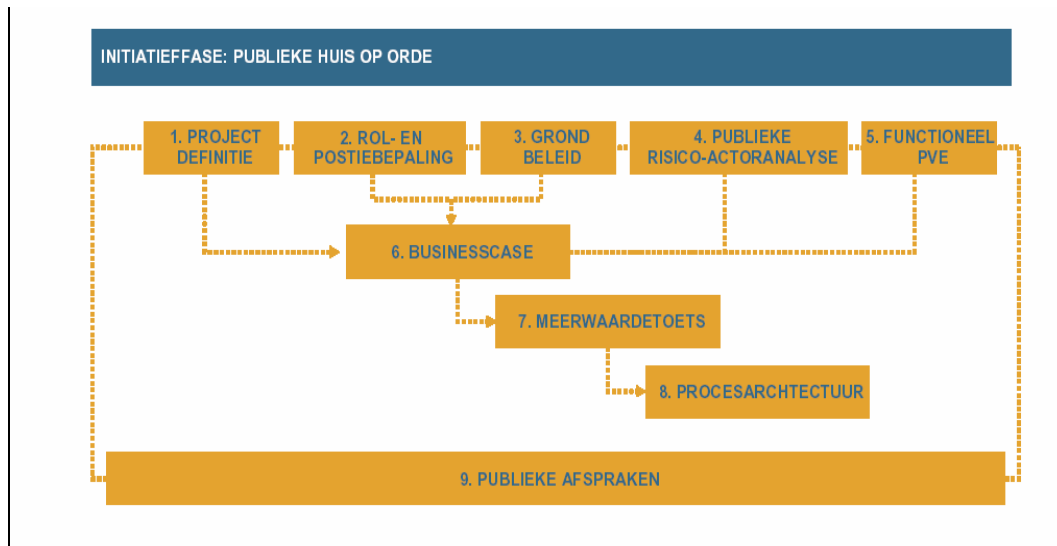 INITIATIEFFASE: PUBLIEKE HUIS OP ORDE
1. PROJECT
DEFINITIE
2. ROL- EN
POSTIEBEPALING
3. GROND
BELEID
4. PUBLIEKE
RISICO-ACTORANALYSE
5. FUNCTIONEEL
PVE
6. BUSINESSCASE
7. MEERWAARDETOETS
8. PROCESARCHTECTUUR
9. PUBLIEKE AFSPRAKEN